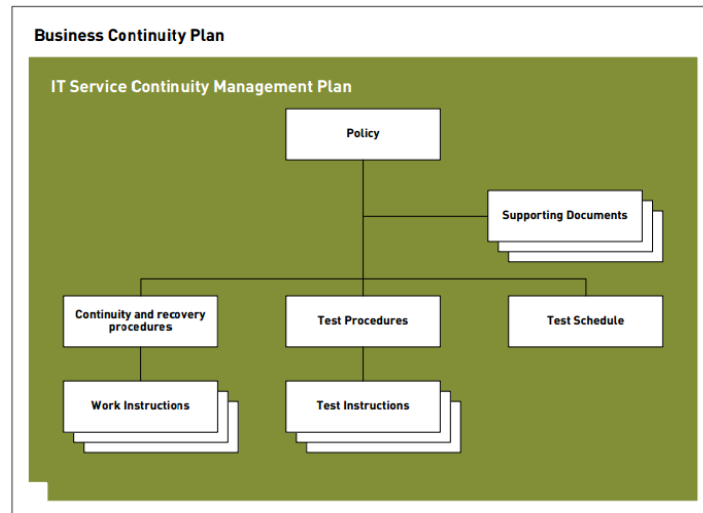 Business Continuity Plan
IT Service Continuity Management Plan
Policy
Supporting Documents
Continuity and recovery
procedures
Test Procedures
Test Schedule
Work Instructions
Test Instructions